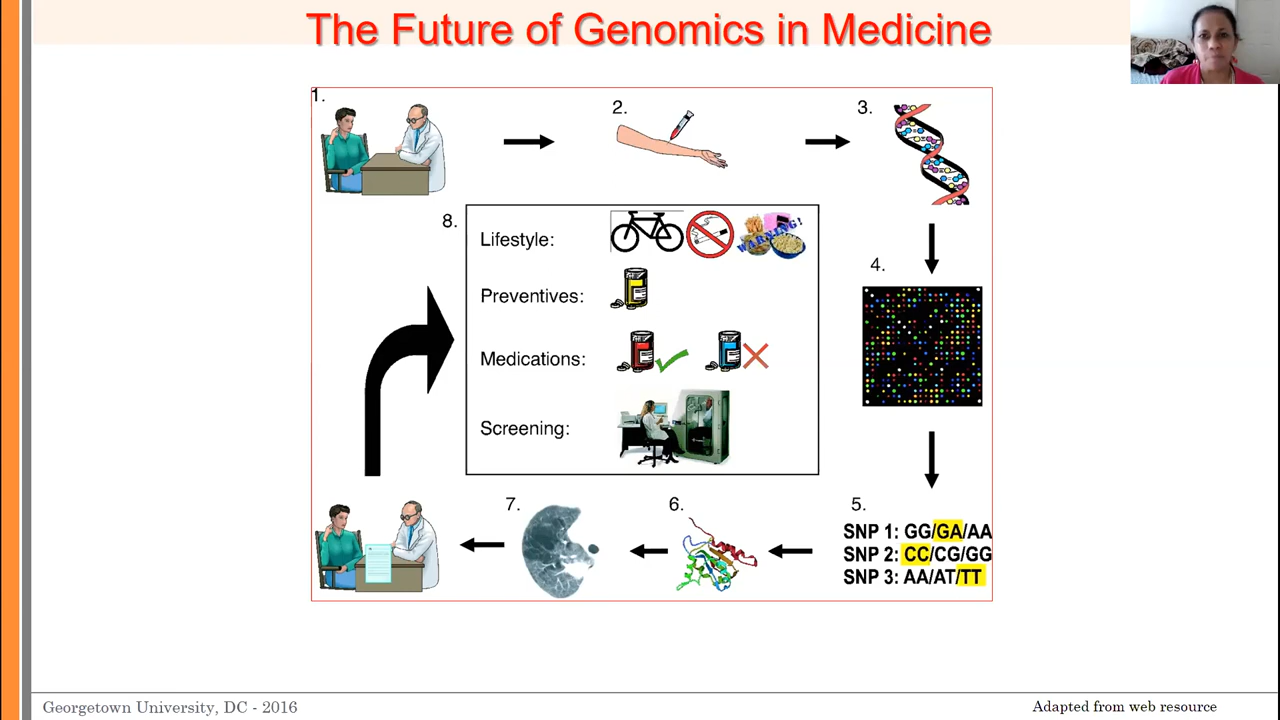 The Future of Genomics in Medicine
1.
2.
3.
8.
Lifestyle:
WARNING!
Preventives:
4.
Medications:
Screening:
7.
6.
5.
SNP 1: GG/GA/AA
SNP 2: CC/CG/GG
SNP 3: AA/AT/TT
Georgetown University, DC - 2016
Adapted from web resource